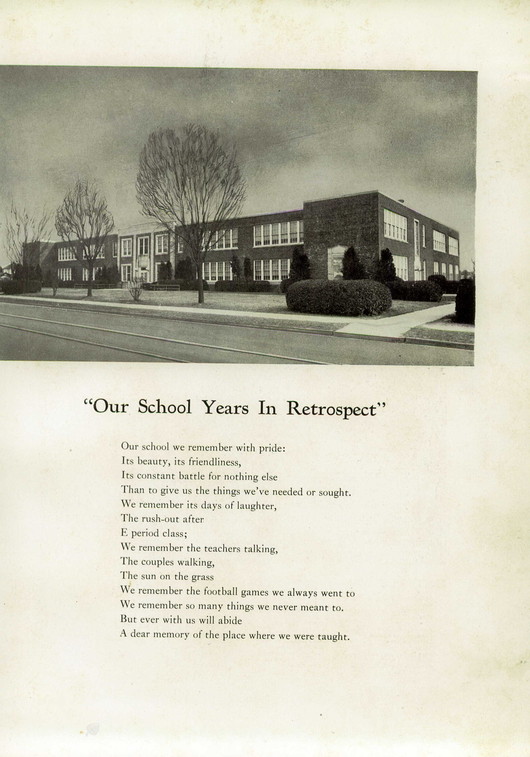 "Our School Years In Retrospect"
Our school we remember with pride:
Its beauty, its friendliness,
Its constant battle for nothing else
Than to give us the things we've needed or sought.
We remember its days of laughter,
The rush-out after
E period class;
We remember the teachers talking,
The couples walking,
The sun on the grass
We remember the football games we always went to
We remember so many things we never meant to.
But ever with us will abide
A dear memory of the place where we were taught.